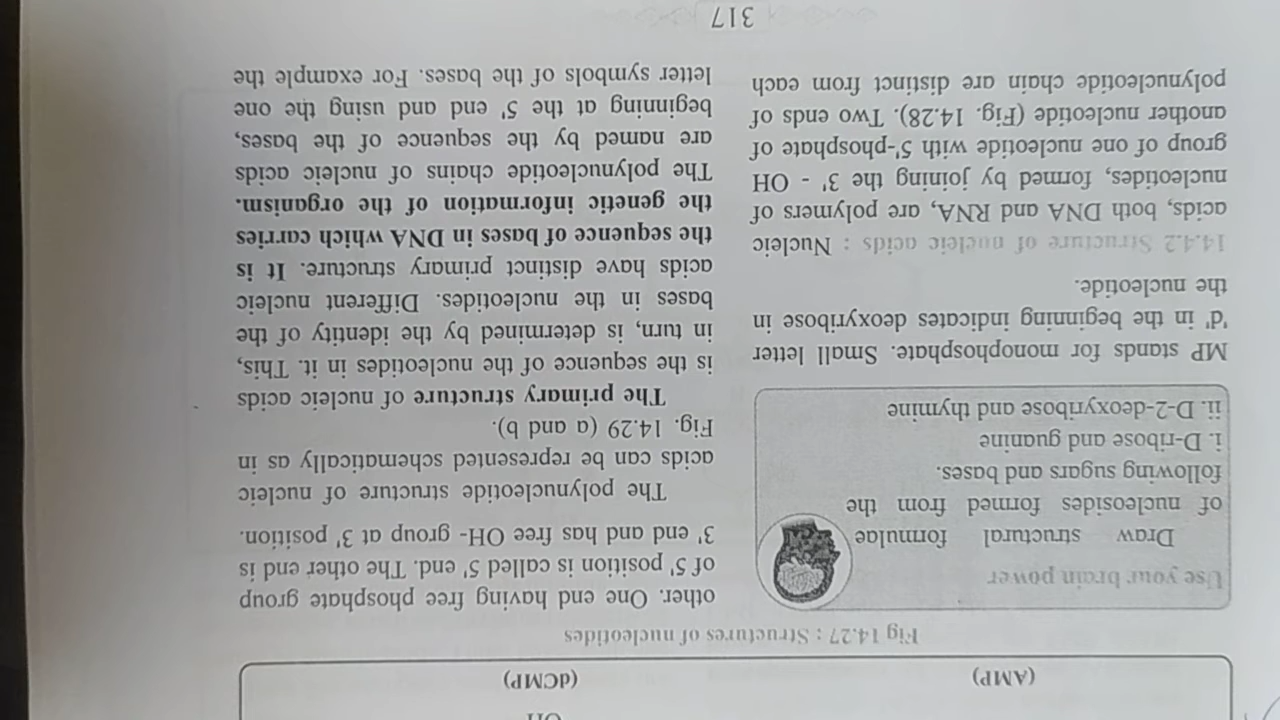 (AMP)
(dCMP)
Fig 14.27 : Structures of nucleotides
Use your brain power
Draw structural formulae
of nucleosides formed from the
following sugars and bases.
i. D-ribose and guanine
ii. D-2-deoxyribose and thymine
MP stands for monophosphate. Small letter
'd' in the beginning indicates deoxyribose in
the nucleotide.
14.4.2 Structure of nucleic acids : Nucleic
acids, both DNA and RNA, are polymers of
nucleotides, formed by joining the 3' - OH
group of one nucleotide with 5'-phosphate of
another nucleotide (Fig. 14.28). Two ends of
polynucleotide chain are distinct from each
other. One end having free phosphate group
of 5' position is called 5' end. The other end is
3' end and has free OH- group at 3' position.
The polynucleotide structure of nucleic
acids can be represented schematically as in
Fig. 14.29 (a and b).
The primary structure of nucleic acids
is the sequence of the nucleotides in it. This,
in turn, is determined by the identity of the
bases in the nucleotides. Different nucleic
acids have distinct primary structure. It is
the sequence of bases in DNA which carries
the genetic information of the organism.
The polynucleotide chains of nucleic acids
are named by the sequence of the bases,
beginning at the 5' end and using the one
letter symbols of the bases. For example the
317